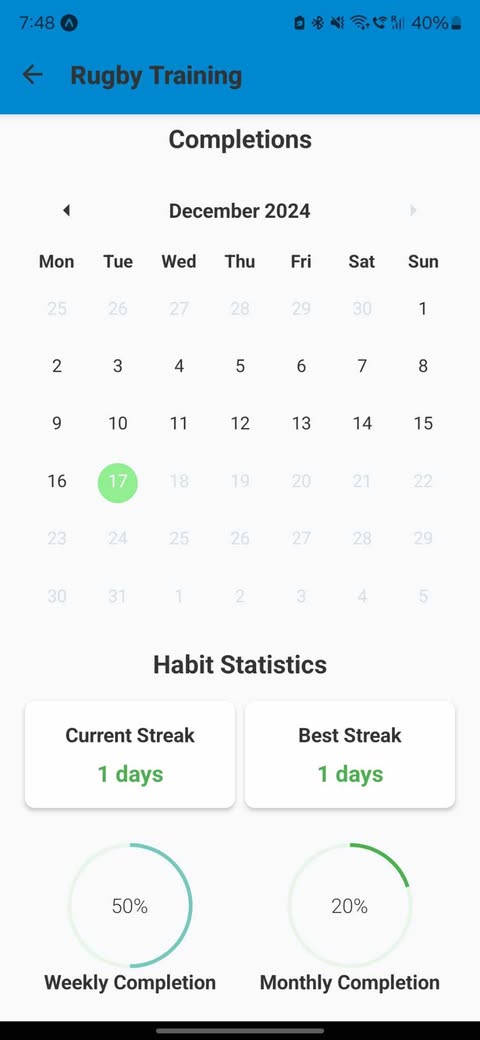 7:48 40%
Rugby Training
Completions
December 2024
Mon Tue Wed Thu Fri Sat Sun
25 26 27 28 29 30 1
2 3 4 5 6 7 8
9 10 11 12 13 14 15
16 17 18 19 20 21 22
23 24 25 26 27 28 29
30 31 1 2 3 4 5
Habit Statistics
Current Streak Best Streak
1 days 1 days
50% 20%
Weekly Completion Monthly Completion